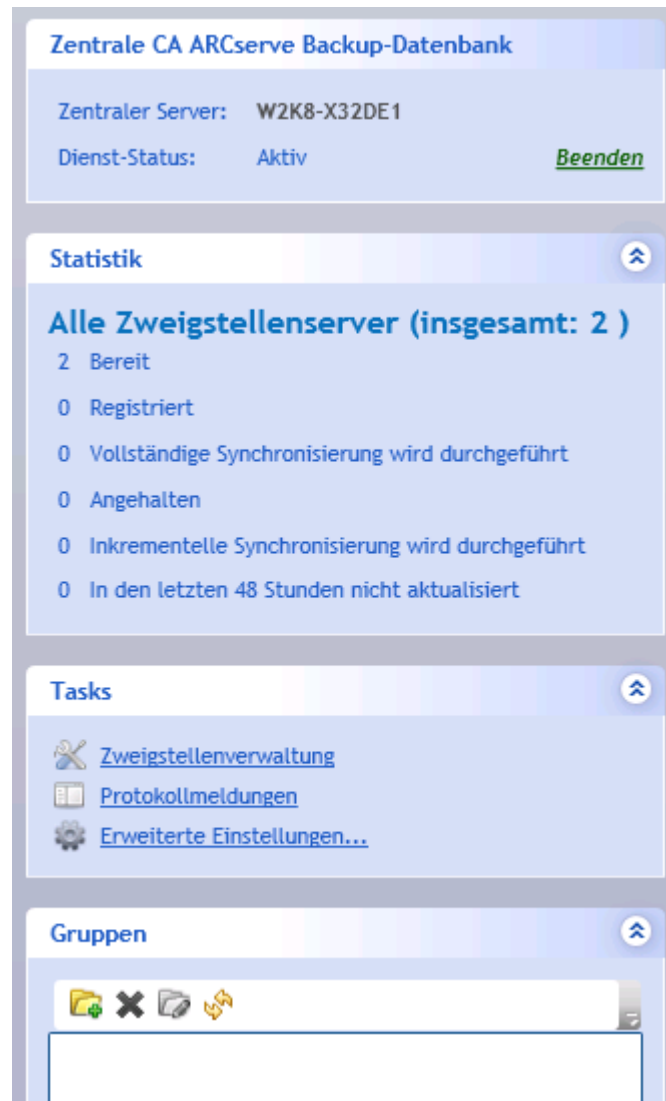 Zentrale CA ARCserve Backup-Datenbank
Zentraler Server: W2K8-X32DE1
Dienst-Status: Aktiv Beenden
Statistik
Alle Zweigstellenserver (insgesamt: 2 )
2 Bereit
0 Registriert
0 Vollständige Synchronisierung wird durchgeführt
0 Angehalten
0 Inkrementelle Synchronisierung wird durchgeführt
0 In den letzten 48 Stunden nicht aktualisiert
Tasks
Zweigstellenverwaltung
Protokollmeldungen
Erweiterte Einstellungen...
Gruppen